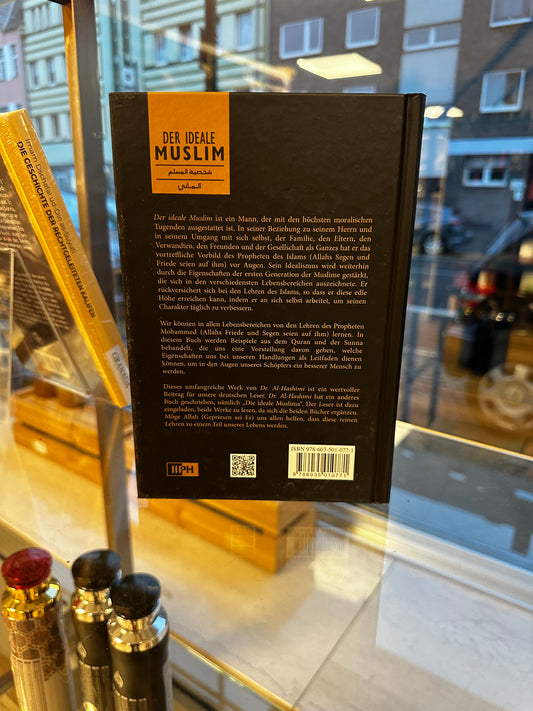 DER IDEALE
MUSLIM
شخصية المسلم
ألماني
Der ideale Muslim ist ein Mann, der mit den höchsten moralischen
Tugenden ausgestattet ist. In seiner Beziehung zu seinem Herrn und
in seinem Umgang mit sich selbst, der Familie, den Eltern, den
Verwandten, den Freunden und der Gesellschaft als Ganzes hat er das
vortreffliche Vorbild des Propheten des Islams (Allahs Segen und
Friede seien auf ihm) vor Augen. Sein Idealismus wird weiterhin
durch die Eigenschaften der ersten Generation der Muslime gestärkt,
die sich in den verschiedensten Lebensbereichen auszeichnete. Er
rückversichert sich bei den Lehren des Islams, so dass er diese edle
Höhe erreichen kann, indem er an sich selbst arbeitet, um seinen
Charakter täglich zu verbessern.
Wir können in allen Lebensbereichen von den Lehren des Propheten
Mohammed (Allahs Friede und Segen seien auf ihm) lernen. In
diesem Buch werden Beispiele aus dem Quran und der Sunna
behandelt, die uns eine Vorstellung davon geben, welche
Eigenschaften uns bei unseren Handlungen als Leitfaden dienen
können, um in den Augen unseres Schöpfers ein besserer Mensch zu
werden.
Dieses umfangreiche Werk von Dr. Al-Hashimi ist ein wertvoller
Beitrag für unsere deutschen Leser. Dr. Al-Hashimi hat ein anderes
Buch geschrieben, nämlich „Die ideale Muslima". Der Leser ist dazu
eingeladen, beide Werke zu lesen, da sich die beiden Bücher ergänzen.
Möge Allah (Gepriesen sei Er) uns allen helfen, dass diese reinen
Lehren zu einem Teil unseres Lebens werden.
IIPH
ISBN 978-603-501-077-1
9 786035 010771
DIE GESCHICHTE DER RECHTGELEITETEN KALIFEN